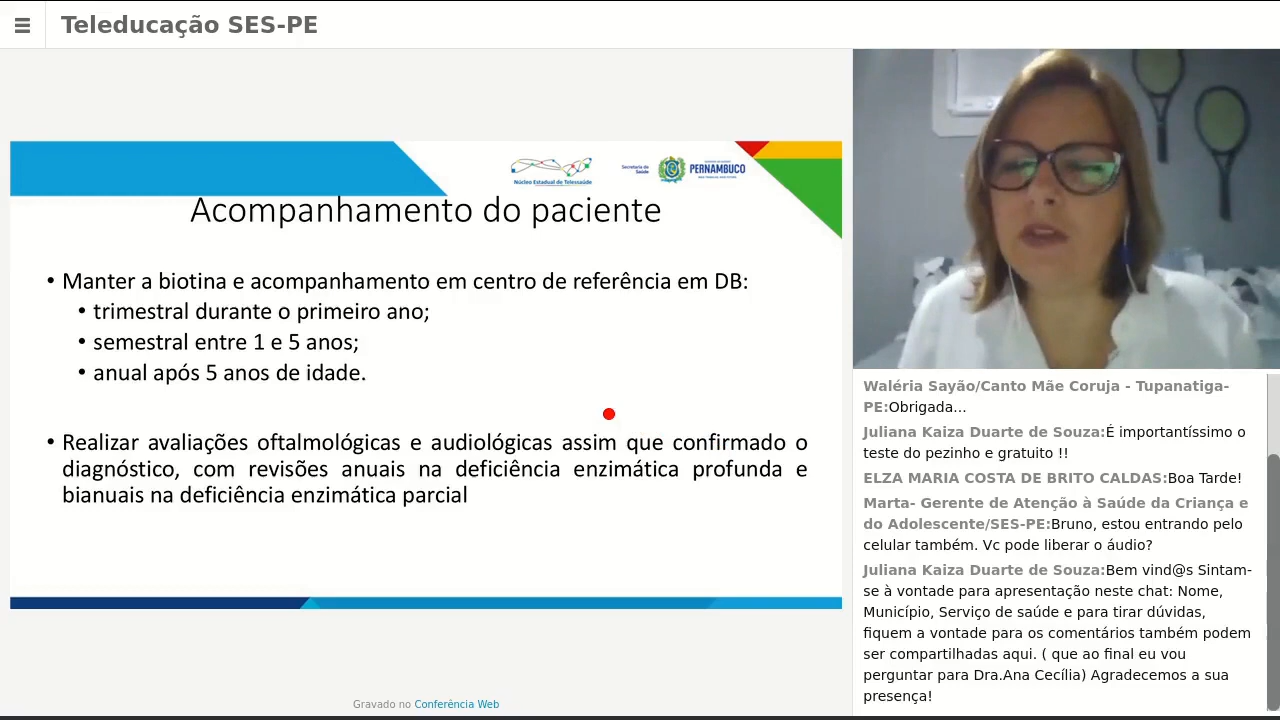 Teleducação SES-PE
Núcleo Estadual de Telessaúde
Secretaria de
Saúde
PERNAMBUCO
Acompanhamento do paciente
• Manter a biotina e acompanhamento em centro de referência em DB:
• trimestral durante o primeiro ano;
• semestral entre 1 e 5 anos;
• anual após 5 anos de idade.
• Realizar avaliações oftalmológicas e audiológicas assim que confirmado o
diagnóstico, com revisões anuais na deficiência enzimática profunda e
bianuais na deficiência enzimática parcial
Gravado no Conferência Web
Waléria Sayão/Canto Mãe Coruja - Tupanatiga-
PE:Obrigada...
Juliana Kaiza Duarte de Souza:É importantíssimo o
teste do pezinho e gratuito !!
ELZA MARIA COSTA DE BRITO CALDAS:Boa Tarde!
Marta- Gerente de Atenção à Saúde da Criança e
do Adolescente/SES-PE:Bruno, estou entrando pelo
celular também. Vc pode liberar o áudio?
Juliana Kaiza Duarte de Souza:Bem vind@s Sintam-
se à vontade para apresentação neste chat: Nome,
Município, Serviço de saúde e para tirar dúvidas,
fiquem a vontade para os comentários também podem
ser compartilhadas aqui. ( que ao final eu vou
perguntar para Dra.Ana Cecília) Agradecemos a sua
presença!